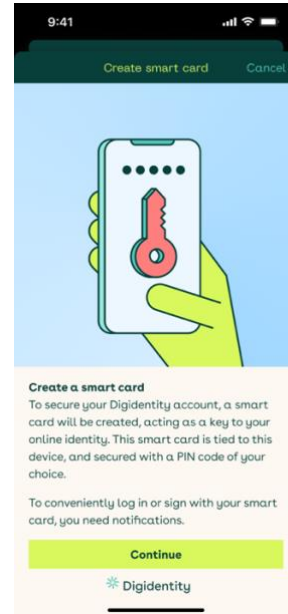 9:41
Create smart card
Cancel
Create a smart card
To secure your Digidentity account, a smart
card will be created, acting as a key to your
online identity. This smart card is tied to this
device, and secured with a PIN code of your
choice.
To conveniently log in or sign with your smart
card, you need notifications.
Continue
Digidentity